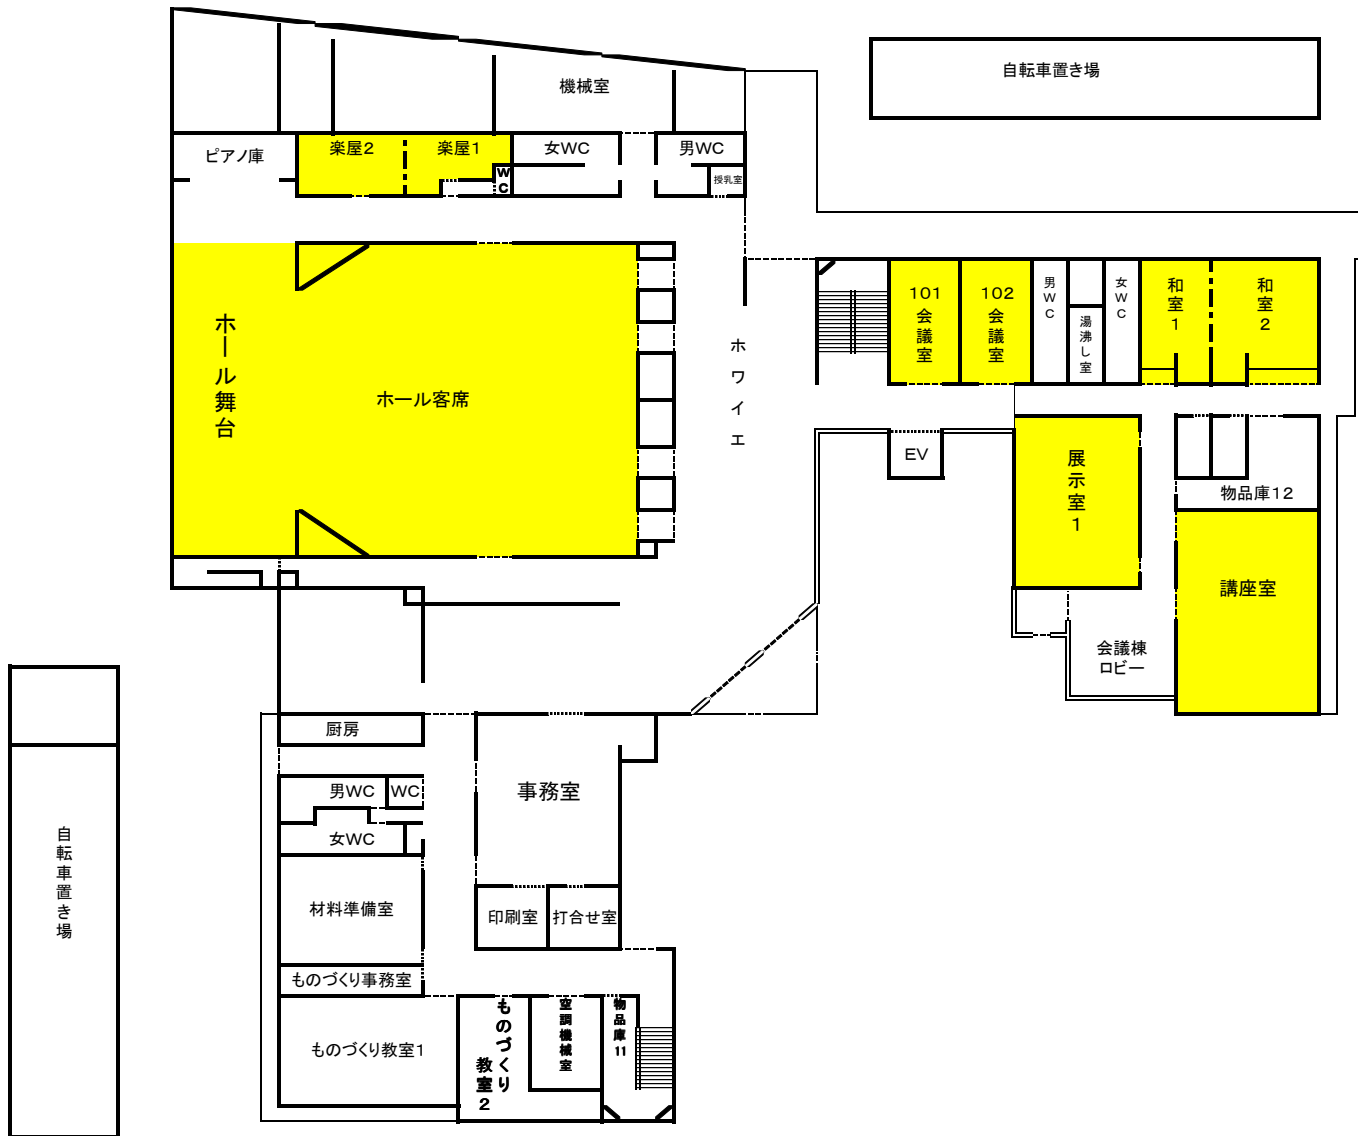 自転車置き場
機械室
ピアノ庫
楽屋2
楽屋1
WC
女WC
男WC
授乳室
ホール舞台
ホール客席
ホワイエ
101会議室
102会議室
男WC
湯沸し室
女WC
和室1
和室2
EV
展示室1
物品庫12
講座室
会議棟
ロビー
厨房
男WC
WC
女WC
事務室
自転車置き場
材料準備室
印刷室
打合せ室
ものづくり事務室
ものづくり教室1
ものづくり
教室2
空調機械室
物品庫11